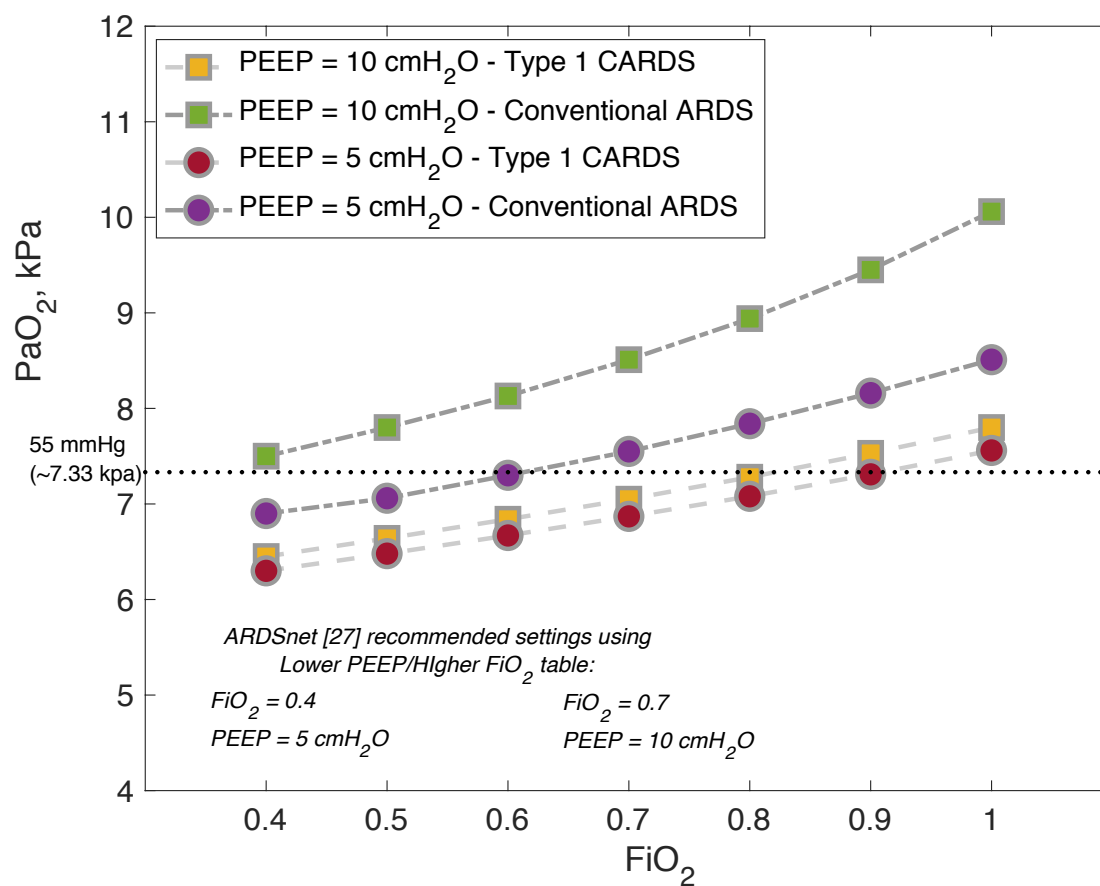 12
11
10
9
8
7
6
5
4
PaO2, kPa
PEEP = 10 cmH2O - Type 1 CARDS
PEEP = 10 cmH2O - Conventional ARDS
PEEP = 5 cmH2O - Type 1 CARDS
PEEP = 5 cmH2O - Conventional ARDS
55 mmHg
(~7.33 kpa)
ARDSnet [27] recommended settings using
Lower PEEP/HIgher FiO2 table:
FiO2 = 0.4
PEEP = 5 cmH2O
FiO2 = 0.7
PEEP = 10 cmH2O
0.4 0.5 0.6 0.7 0.8 0.9 1
FiO2